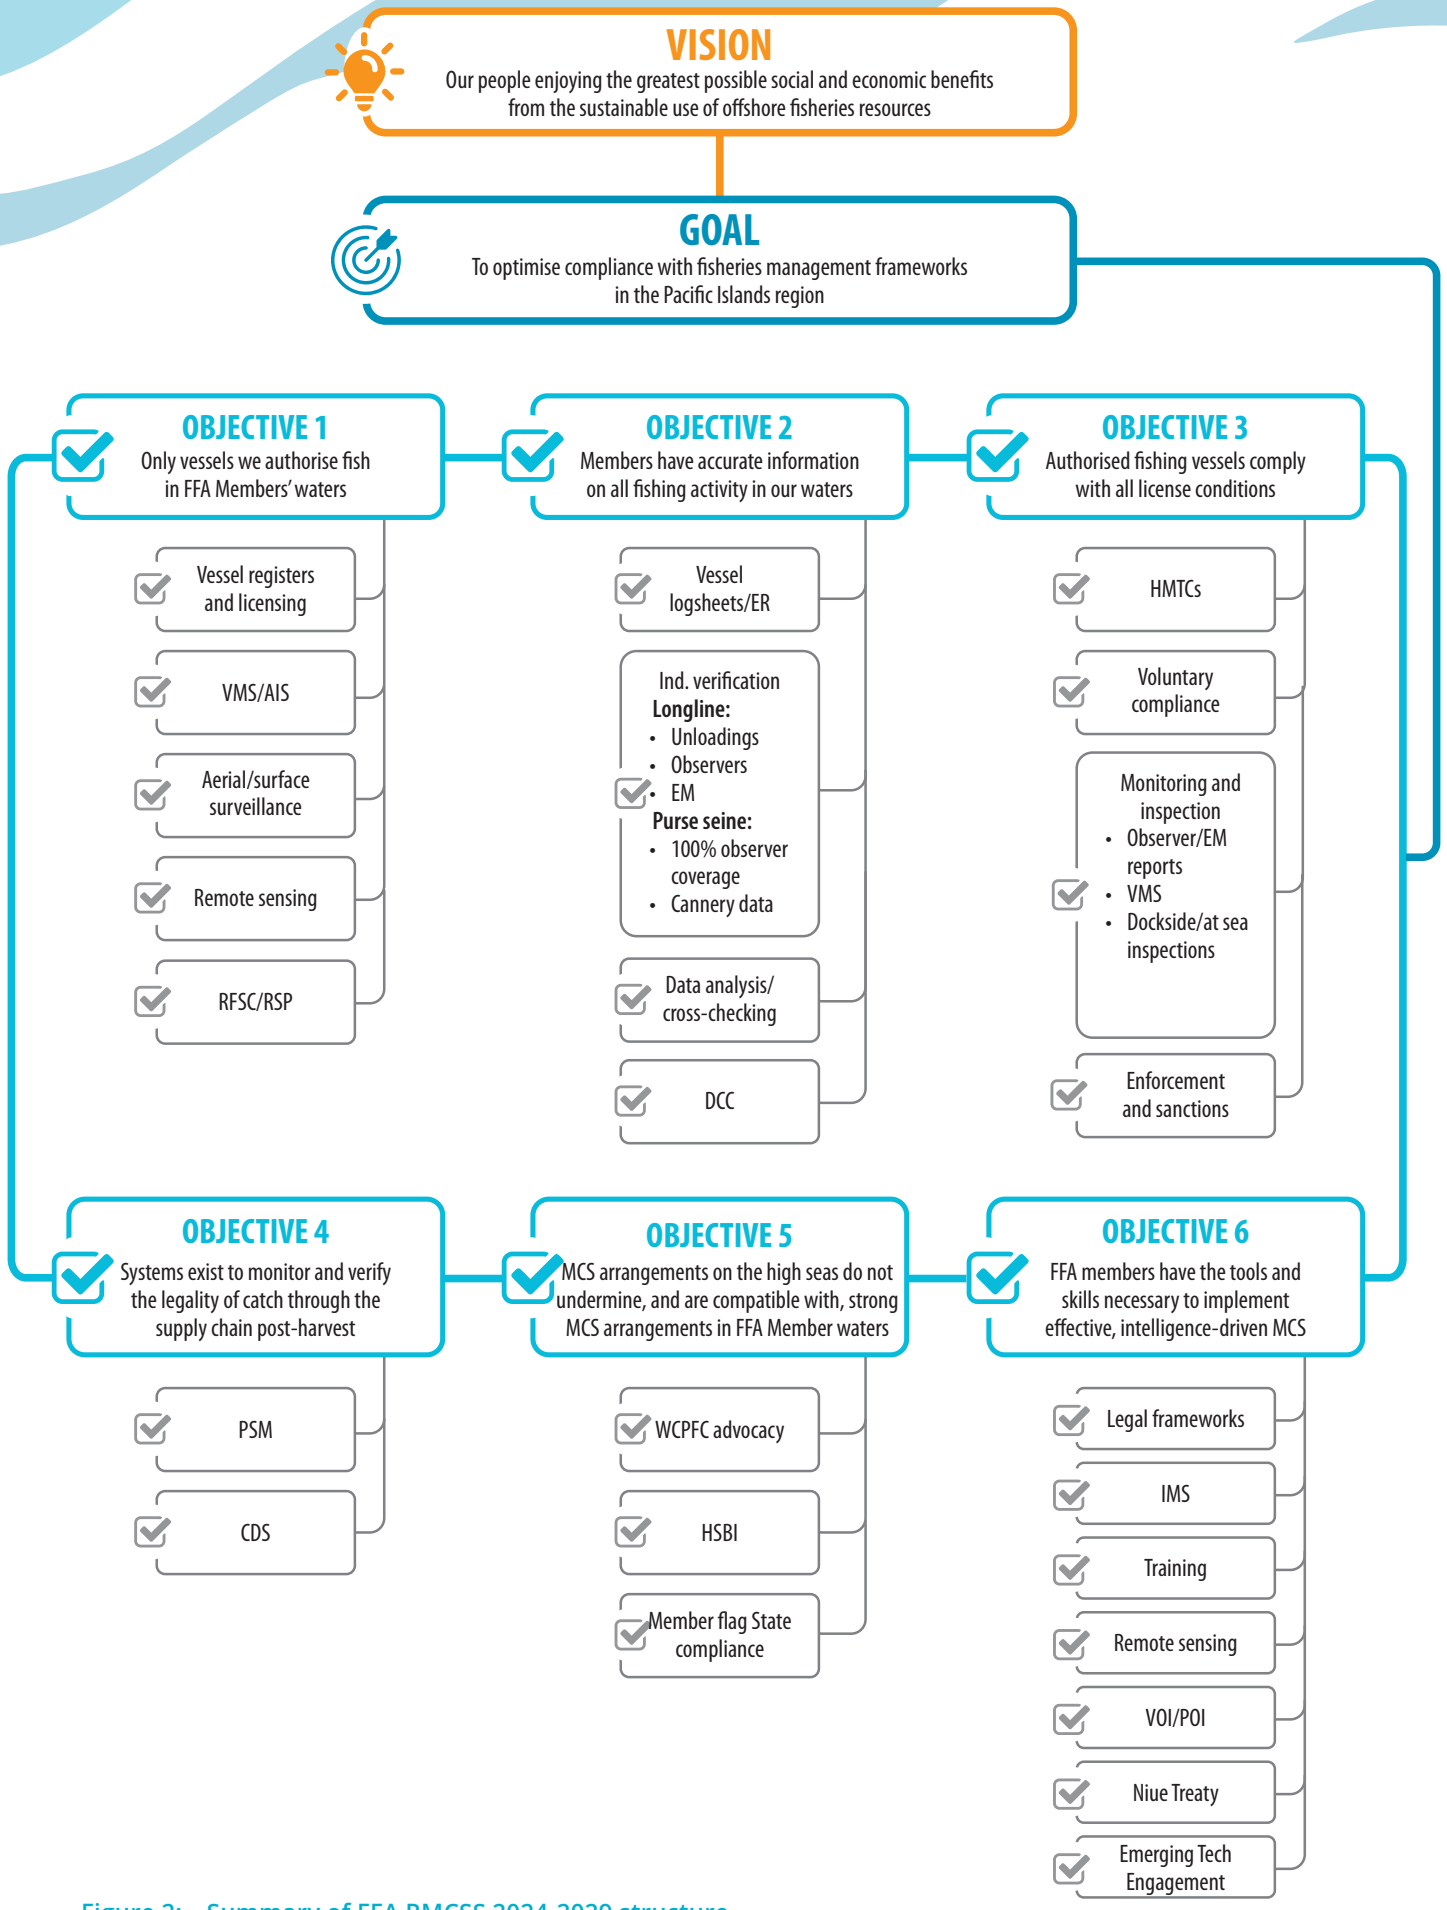 VISION
Our people enjoying the greatest possible social and economic benefits
from the sustainable use of offshore fisheries resources
GOAL
To optimise compliance with fisheries management frameworks
in the Pacific Islands region
OBJECTIVE 1
Only vessels we authorise fish
in FFA Members' waters
Vessel registers
and licensing
VMS/AIS
Aerial/surface
surveillance
Remote sensing
RFSC/RSP
OBJECTIVE 2
Members have accurate information
on all fishing activity in our waters
Vessel
logsheets/ER
Ind. verification
Longline:
• Unloadings
• Observers
• EM
Purse seine:
• 100% observer
coverage
• Cannery data
Data analysis/
cross-checking
DCC
OBJECTIVE 3
Authorised fishing vessels comply
with all license conditions
HMTCs
Voluntary
compliance
Monitoring and
inspection
• Observer/EM
reports
• VMS
• Dockside/at sea
inspections
Enforcement
and sanctions
OBJECTIVE 4
Systems exist to monitor and verify
the legality of catch through the
supply chain post-harvest
PSM
CDS
OBJECTIVE 5
MCS arrangements on the high seas do not
undermine, and are compatible with, strong
MCS arrangements in FFA Member waters
WCPFC advocacy
HSBI
Member flag State
compliance
OBJECTIVE 6
FFA members have the tools and
skills necessary to implement
effective, intelligence-driven MCS
Legal frameworks
IMS
Training
Remote sensing
VOI/POI
Niue Treaty
Emerging Tech
Engagement
Figure 2: Summary of FFA RMCSS 2024-2029 structure